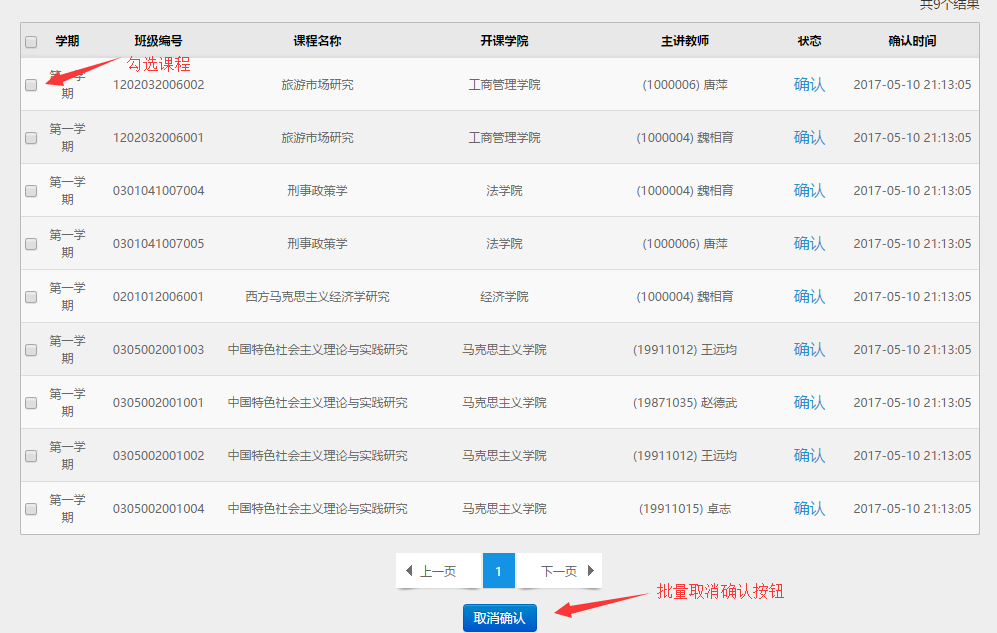 共9个结果
学期 班级编号 课程名称 开课学院 主讲教师 状态 确认时间
勾选课程
第一学期 1202032006002 旅游市场研究 工商管理学院 (1000006) 唐萍 确认 2017-05-10 21:13:05
第一学期 1202032006001 旅游市场研究 工商管理学院 (1000004) 魏相育 确认 2017-05-10 21:13:05
第一学期 0301041007004 刑事政策学 法学院 (1000004) 魏相育 确认 2017-05-10 21:13:05
第一学期 0301041007005 刑事政策学 法学院 (1000006) 唐萍 确认 2017-05-10 21:13:05
第一学期 0201012006001 西方马克思主义经济学研究 经济学院 (1000004) 魏相育 确认 2017-05-10 21:13:05
第一学期 0305002001003 中国特色社会主义理论与实践研究 马克思主义学院 (19911012) 王远均 确认 2017-05-10 21:13:05
第一学期 0305002001001 中国特色社会主义理论与实践研究 马克思主义学院 (19871035) 赵德武 确认 2017-05-10 21:13:05
第一学期 0305002001002 中国特色社会主义理论与实践研究 马克思主义学院 (19911012) 王远均 确认 2017-05-10 21:13:05
第一学期 0305002001004 中国特色社会主义理论与实践研究 马克思主义学院 (19911015) 卓志 确认 2017-05-10 21:13:05
上一页 1 下一页
批量取消确认按钮
取消确认